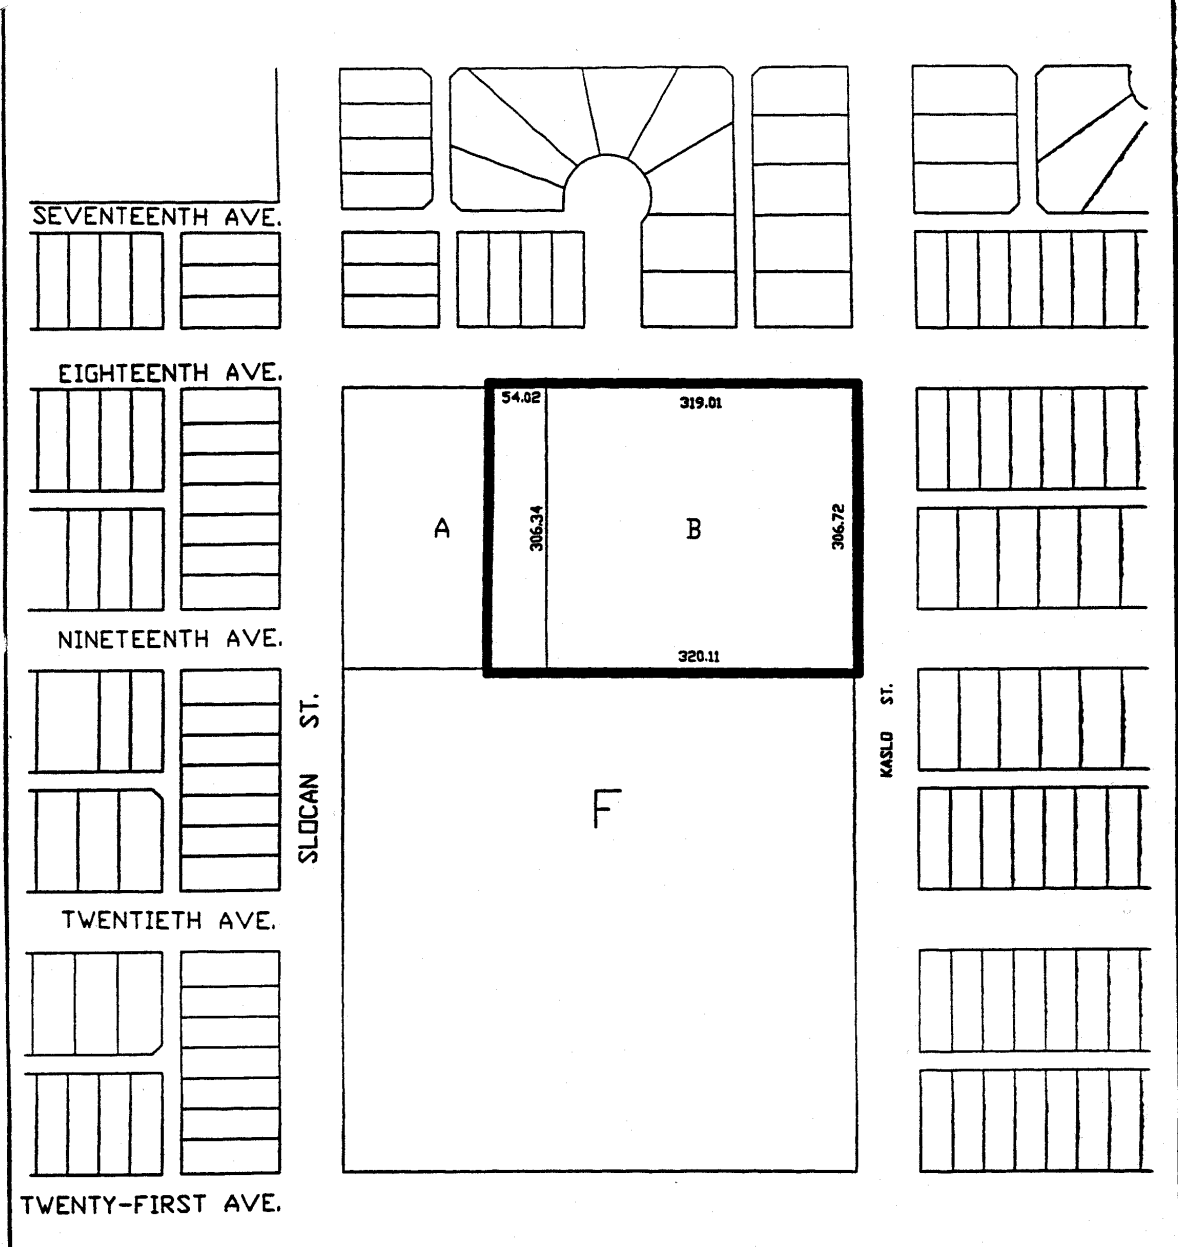 SEVENTEENTH AVE.
EIGHTEENTH AVE.
54.02
319.01
A
306.34
B
306.72
NINETEENTH AVE.
320.11
SLOCAN ST.
KASLO ST.
F
TWENTIETH AVE.
TWENTY-FIRST AVE.